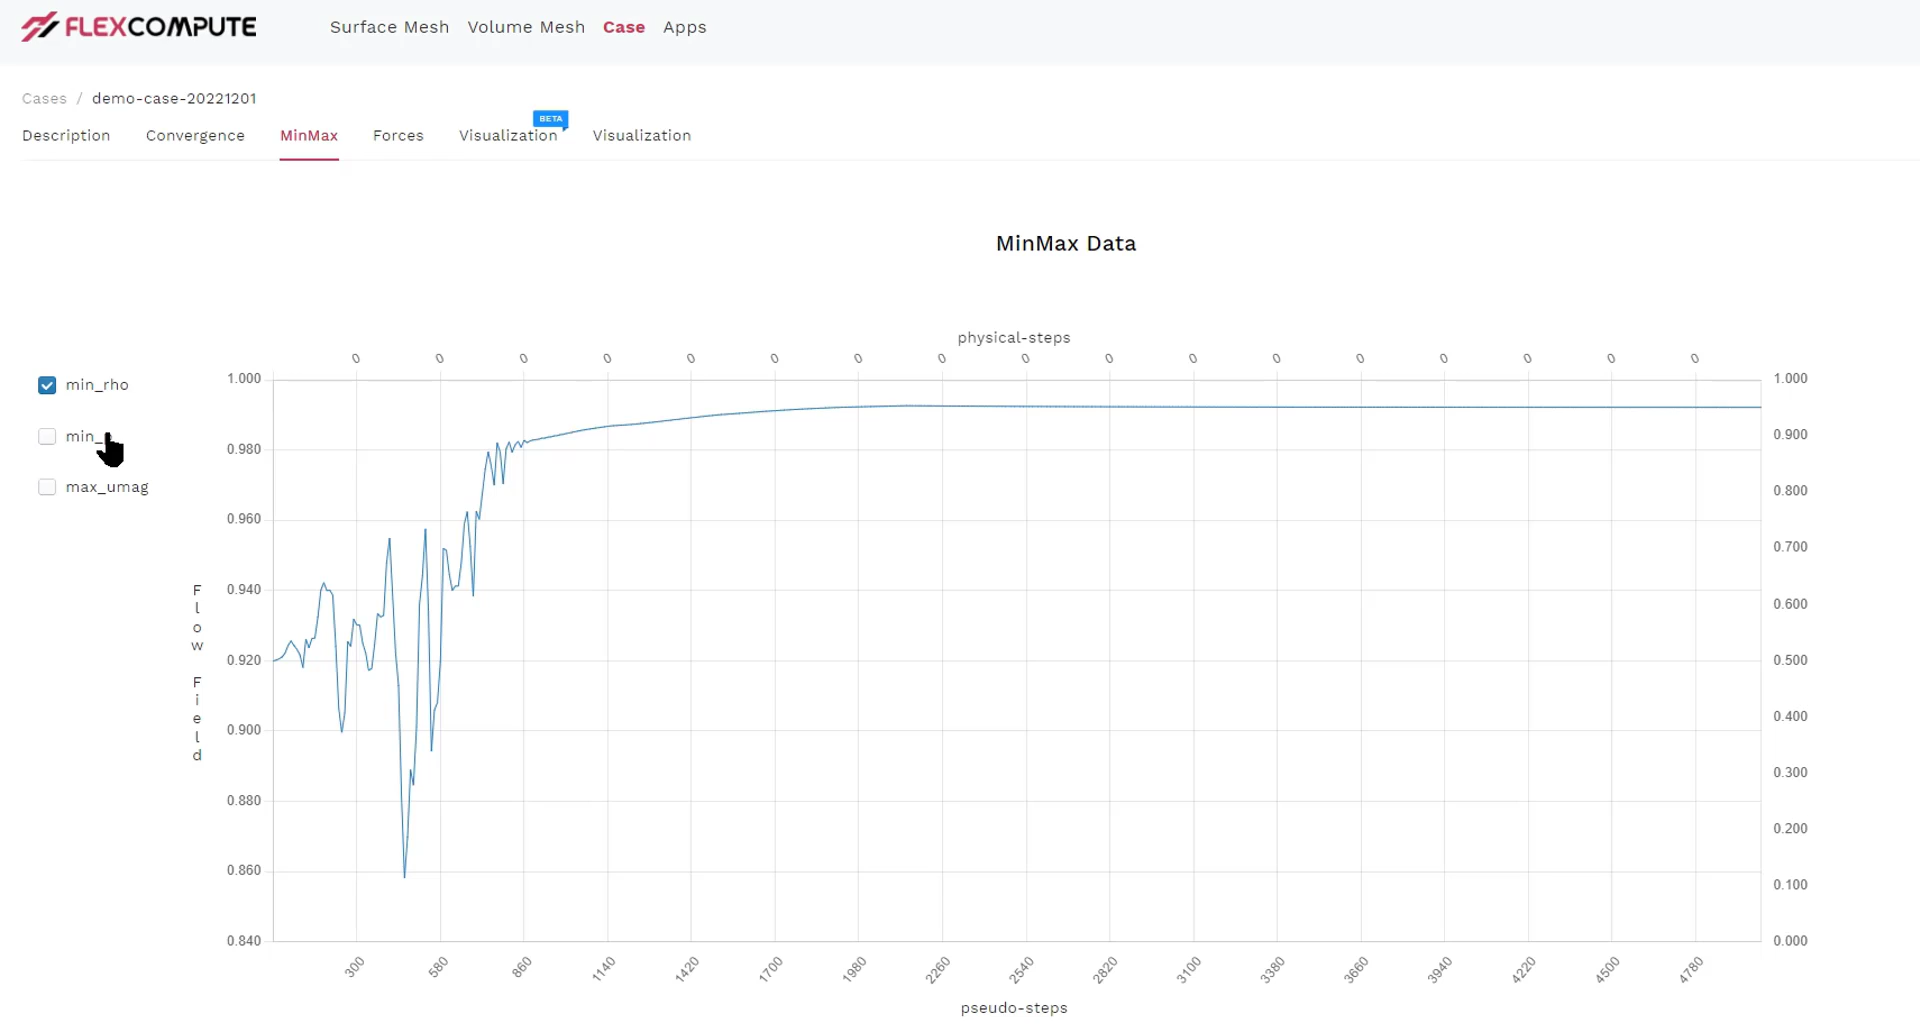 FLEXCOMPUTE
Surface Mesh Volume Mesh Case Apps
Cases / demo-case-20221201
BETA
Description Convergence MinMax Forces Visualization Visualization
MinMax Data
physical-steps
0 0 0 0 0 0 0 0 0 0 0 0 0 0 0 0 0
min_rho
min_
max_umag
1.000
0.980
0.960
0.940
0.920
0.900
0.880
0.860
0.840
Flow Field
1.000
0.900
0.800
0.700
0.600
0.500
0.400
0.300
0.200
0.100
0.000
300 580 860 1140 1420 1700 1980 2260 2540 2820 3100 3380 3660 3940 4220 4500 4780
pseudo-steps